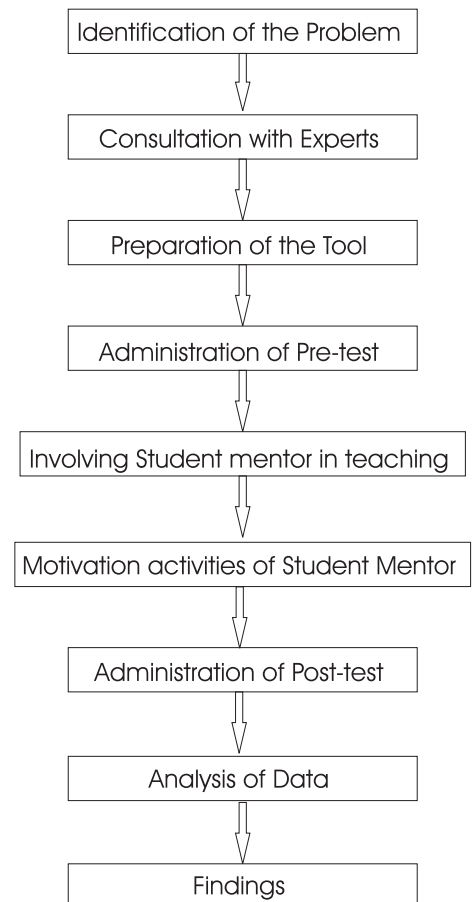 Identification of the Problem
Consultation with Experts
Preparation of the Tool
Administration of Pre-test
Involving Student mentor in teaching
Motivation activities of Student Mentor
Administration of Post-test
Analysis of Data
Findings